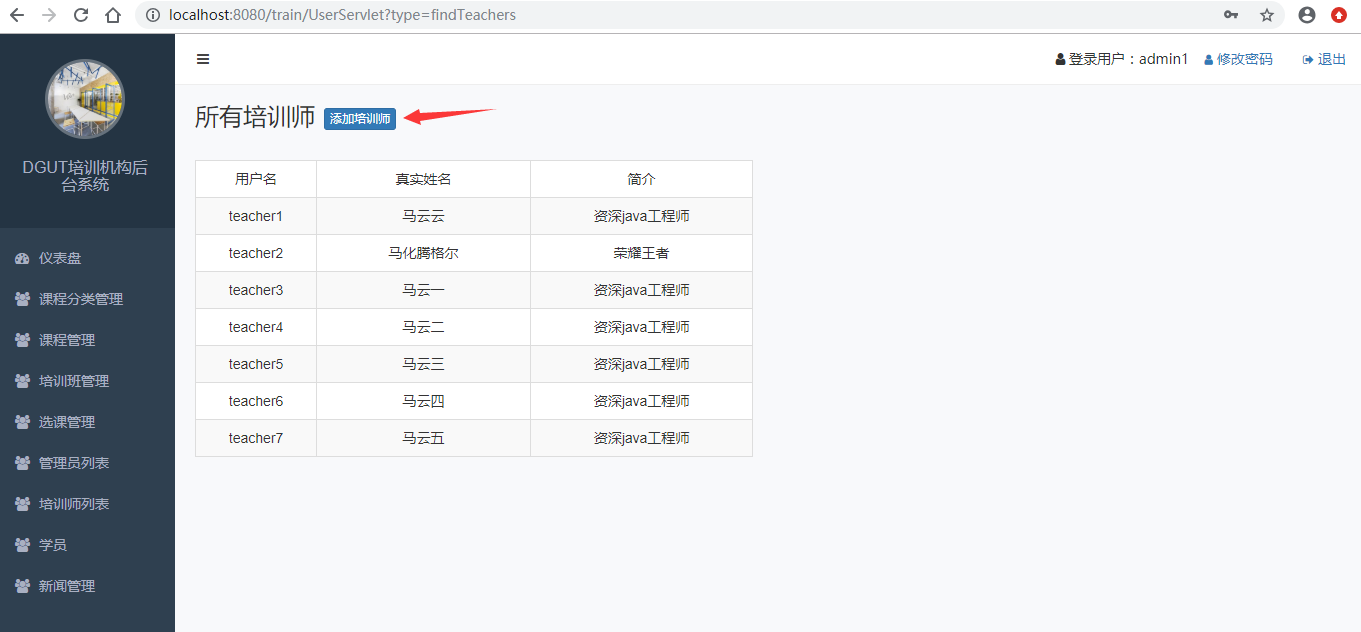 localhost:8080/train/UserServlet?type=findTeachers
DGUT培训机构后
台系统
仪表盘
课程分类管理
课程管理
培训班管理
选课管理
管理员列表
培训师列表
学员
新闻管理
登录用户：admin1 修改密码 退出
所有培训师 添加培训师
用户名 真实姓名 简介
teacher1 马云云 资深java工程师
teacher2 马化腾格尔 荣耀王者
teacher3 马云一 资深java工程师
teacher4 马云二 资深java工程师
teacher5 马云三 资深java工程师
teacher6 马云四 资深java工程师
teacher7 马云五 资深java工程师